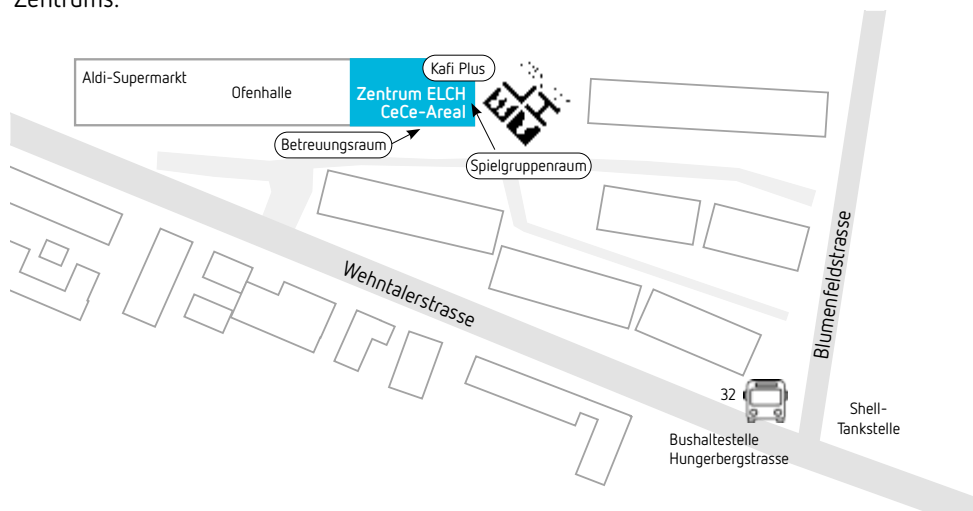 Zentrums.
Aldi-Supermarkt
Ofenhalle
Kafi Plus
Zentrum ELCH
CeCe-Areal
Betreuungsraum
Spielgruppenraum
ELCH
Wehntalerstrasse
Blumenfeldstrasse
32
Bushaltestelle
Hungerbergstrasse
Shell-
Tankstelle